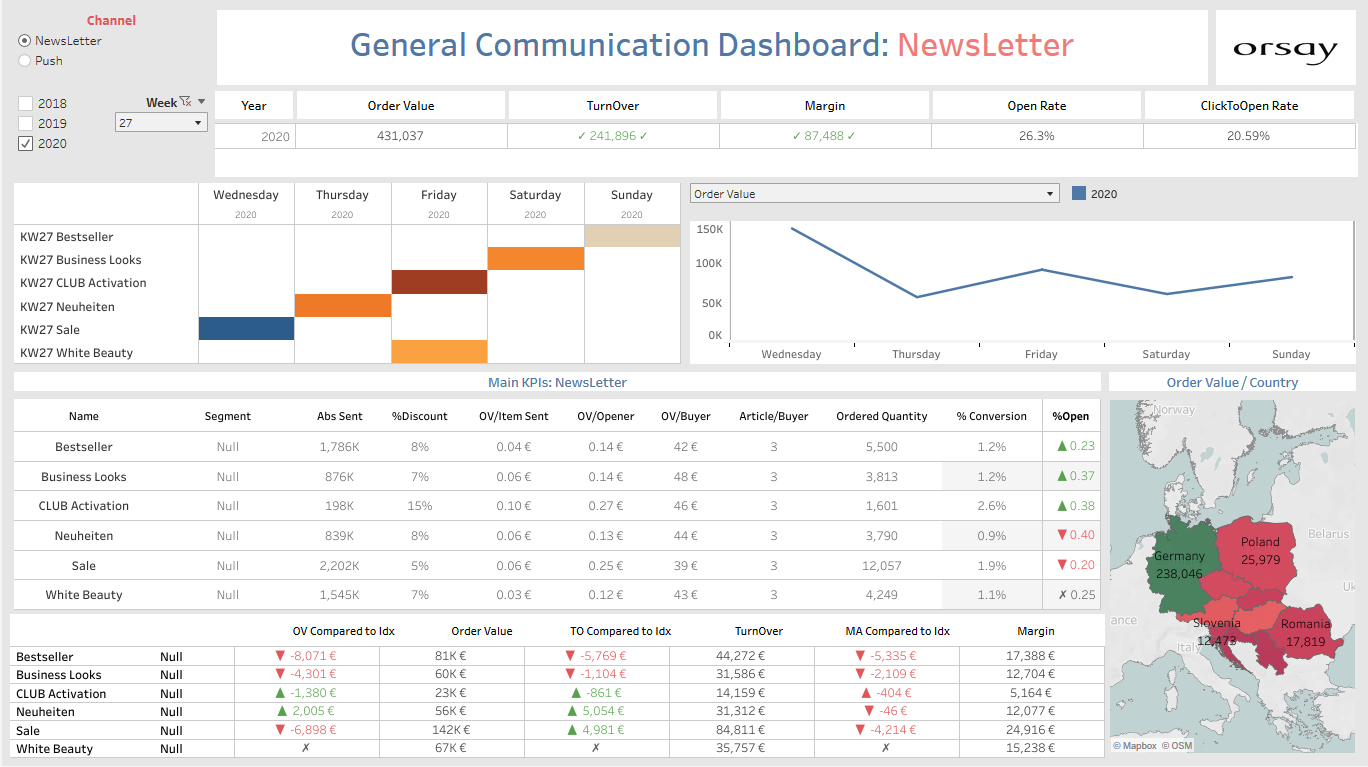 Channel
NewsLetter
Push
General Communication Dashboard: NewsLetter
orsay
2018
2019
2020
Week
27
Year Order Value TurnOver Margin Open Rate ClickToOpen Rate
2020 431,037 ✓ 241,896 ✓ ✓ 87,488 ✓ 26.3% 20.59%
Wednesday Thursday Friday Saturday Sunday
2020 2020 2020 2020 2020
KW27 Bestseller
KW27 Business Looks
KW27 CLUB Activation
KW27 Neuheiten
KW27 Sale
KW27 White Beauty
Order Value
2020
150K
100K
50K
0K
Wednesday Thursday Friday Saturday Sunday
Main KPIs: NewsLetter
Name Segment Abs Sent %Discount OV/Item Sent OV/Opener OV/Buyer Article/Buyer Ordered Quantity % Conversion %Open
Bestseller Null 1,786K 8% 0.04 € 0.14 € 42 € 3 5,500 1.2% ▲ 0.23
Business Looks Null 876K 7% 0.06 € 0.14 € 48 € 3 3,813 1.2% ▲ 0.37
CLUB Activation Null 198K 15% 0.10 € 0.27 € 46 € 3 1,601 2.6% ▲ 0.38
Neuheiten Null 839K 8% 0.06 € 0.13 € 44 € 3 3,790 0.9% ▼ 0.40
Sale Null 2,202K 5% 0.06 € 0.25 € 39 € 3 12,057 1.9% ▼ 0.20
White Beauty Null 1,545K 7% 0.03 € 0.12 € 43 € 3 4,249 1.1% ✗ 0.25
OV Compared to Idx Order Value TO Compared to Idx TurnOver MA Compared to Idx Margin
Bestseller Null ▼ -8,071 € 81K € ▼ -5,769 € 44,272 € ▼ -5,335 € 17,388 €
Business Looks Null ▼ -4,301 € 60K € ▼ -1,104 € 31,586 € ▼ -2,109 € 12,704 €
CLUB Activation Null ▲ -1,380 € 23K € ▲ -861 € 14,159 € ▲ -404 € 5,164 €
Neuheiten Null ▲ 2,005 € 56K € ▲ 5,054 € 31,312 € ▼ -46 € 12,077 €
Sale Null ▼ -6,898 € 142K € ▲ 4,981 € 84,811 € ▼ -4,214 € 24,916 €
White Beauty Null ✗ 67K € ✗ 35,757 € ✗ 15,238 €
Order Value / Country
Norway
Belarus
Poland
25,979
Germany
238,046
Uk
ance
Slovenia
12,473
Romania
17,819
Italy
© Mapbox © OSM